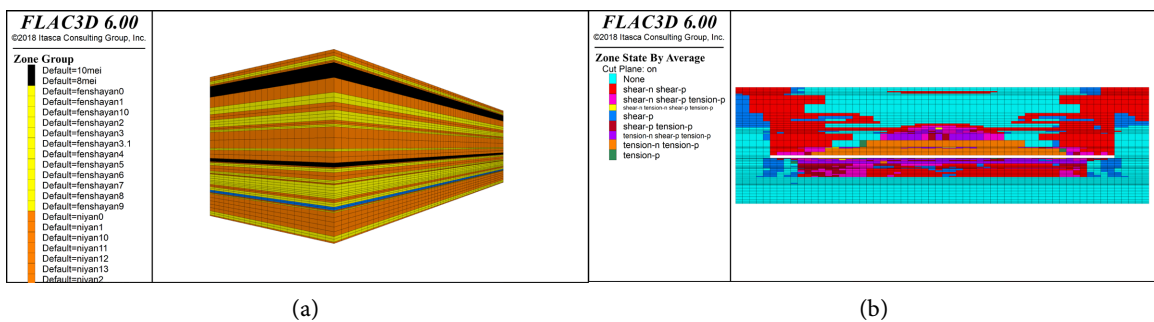 FLAC3D 6.00
©2018 Itasca Consulting Group, Inc.
Zone Group
Default=10mei
Default=8mei
Default=fenshayan0
Default=fenshayan1
Default=fenshayan10
Default=fenshayan2
Default=fenshayan3
Default=fenshayan3.1
Default=fenshayan4
Default=fenshayan5
Default=fenshayan6
Default=fenshayan7
Default=fenshayan8
Default=fenshayan9
Default=niyan0
Default=niyan1
Default=niyan10
Default=niyan11
Default=niyan12
Default=niyan13
Default=niyan2
(a)
FLAC3D 6.00
©2018 Itasca Consulting Group, Inc.
Zone State By Average
Cut Plane: on
None
shear-n shear-p
shear-n shear-p tension-p
shear-n tension-n shear-p tension-p
shear-p
shear-p tension-p
tension-n shear-p tension-p
tension-n tension-p
tension-p
(b)